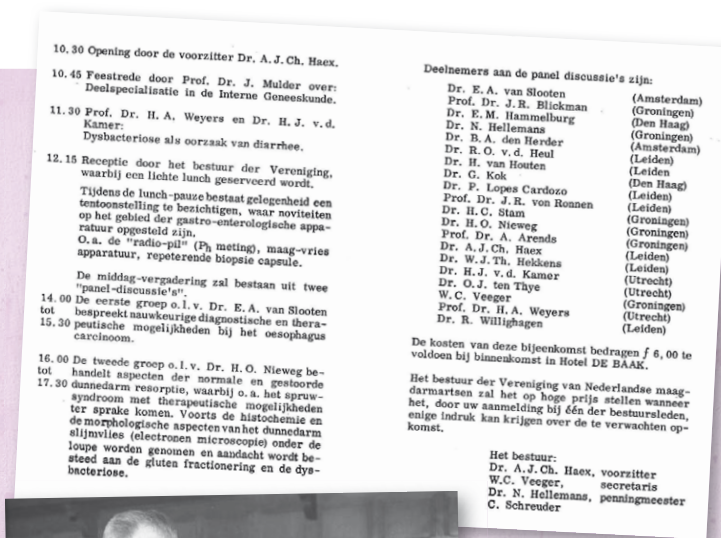 10.30 Opening door de voorzitter Dr. A.J.Ch. Haex.
10.45 Feestrede door Prof. Dr. J. Mulder over:
Deelspecialisatie in de Interne Geneeskunde.
11.30 Prof. Dr. H.A. Weyers en Dr. H.J. v.d.
Kamer:
Dysbacteriose als oorzaak van diarrhee.
12.15 Receptie door het bestuur der Vereniging,
waarbij een lichte lunch geserveerd wordt.
Tijdens de lunch-pauze bestaat gelegenheid een
tentoonstelling te bezichtigen, waar noviteiten
op het gebied der gastro-enterologische appa-
ratuur opgesteld zijn.
O.a. de "radio-pil" (Ph meting), maag-vries
apparatuur, repeterende biopsie capsule.
De middag-vergadering zal bestaan uit twee
"panel-discussie's".
14.00 De eerste groep o.l.v. Dr. E.A. van Slooten
tot bespreekt nauwkeurige diagnostische en thera-
15.30 peutische mogelijkheden bij het oesophagus
carcinoom.
16.00 De tweede groep o.l.v. Dr. H.O. Nieweg be-
tot handelt aspecten der normale en gestoorde
17.30 dunnedarm resorptie, waarbij o.a. het spruw-
syndroom met therapeutische mogelijkheden
ter sprake komen. Voorts de histochemie en
de morphologische aspecten van het dunnedarm
slijmvlies (electronen microscopie) onder de
loupe worden genomen en aandacht wordt be-
steed aan de gluten fractionering en de dys-
bacteriose.
Deelnemers aan de panel discussie's zijn:
Dr. E.A. van Slooten (Amsterdam)
Prof. Dr. J.R. Blickman (Groningen)
Dr. E.M. Hammelburg (Den Haag)
Dr. N. Hellemans (Groningen)
Dr. B.A. den Herder (Amsterdam)
Dr. R.O. v.d. Heul (Leiden)
Dr. H. van Houten (Leiden
Dr. G. Kok (Den Haag)
Dr. P. Lopes Cardozo (Leiden)
Prof. Dr. J.R. von Ronnen (Leiden)
Dr. H.C. Stam (Groningen)
Dr. H.O. Nieweg (Groningen)
Prof. Dr. A. Arends (Groningen)
Dr. A.J.Ch. Haex (Leiden)
Dr. W.J.Th. Hekkens (Leiden)
Dr. H.J. v.d. Kamer (Utrecht)
Dr. O.J. ten Thye (Utrecht)
W.C. Veeger (Groningen)
Prof. Dr. H.A. Weyers (Utrecht)
Dr. R. Willighagen (Leiden)
De kosten van deze bijeenkomst bedragen ƒ 6,00 te
voldoen bij binnenkomst in Hotel DE BAAK.
Het bestuur der Vereniging van Nederlandse maag-
darmartsen zal het op hoge prijs stellen wanneer
het, door uw aanmelding bij één der bestuursleden,
enige indruk kan krijgen over de te verwachten op-
komst.
Het bestuur:
Dr. A.J.Ch. Haex, voorzitter
W.C. Veeger, secretaris
Dr. N. Hellemans, penningmeester
C. Schreuder